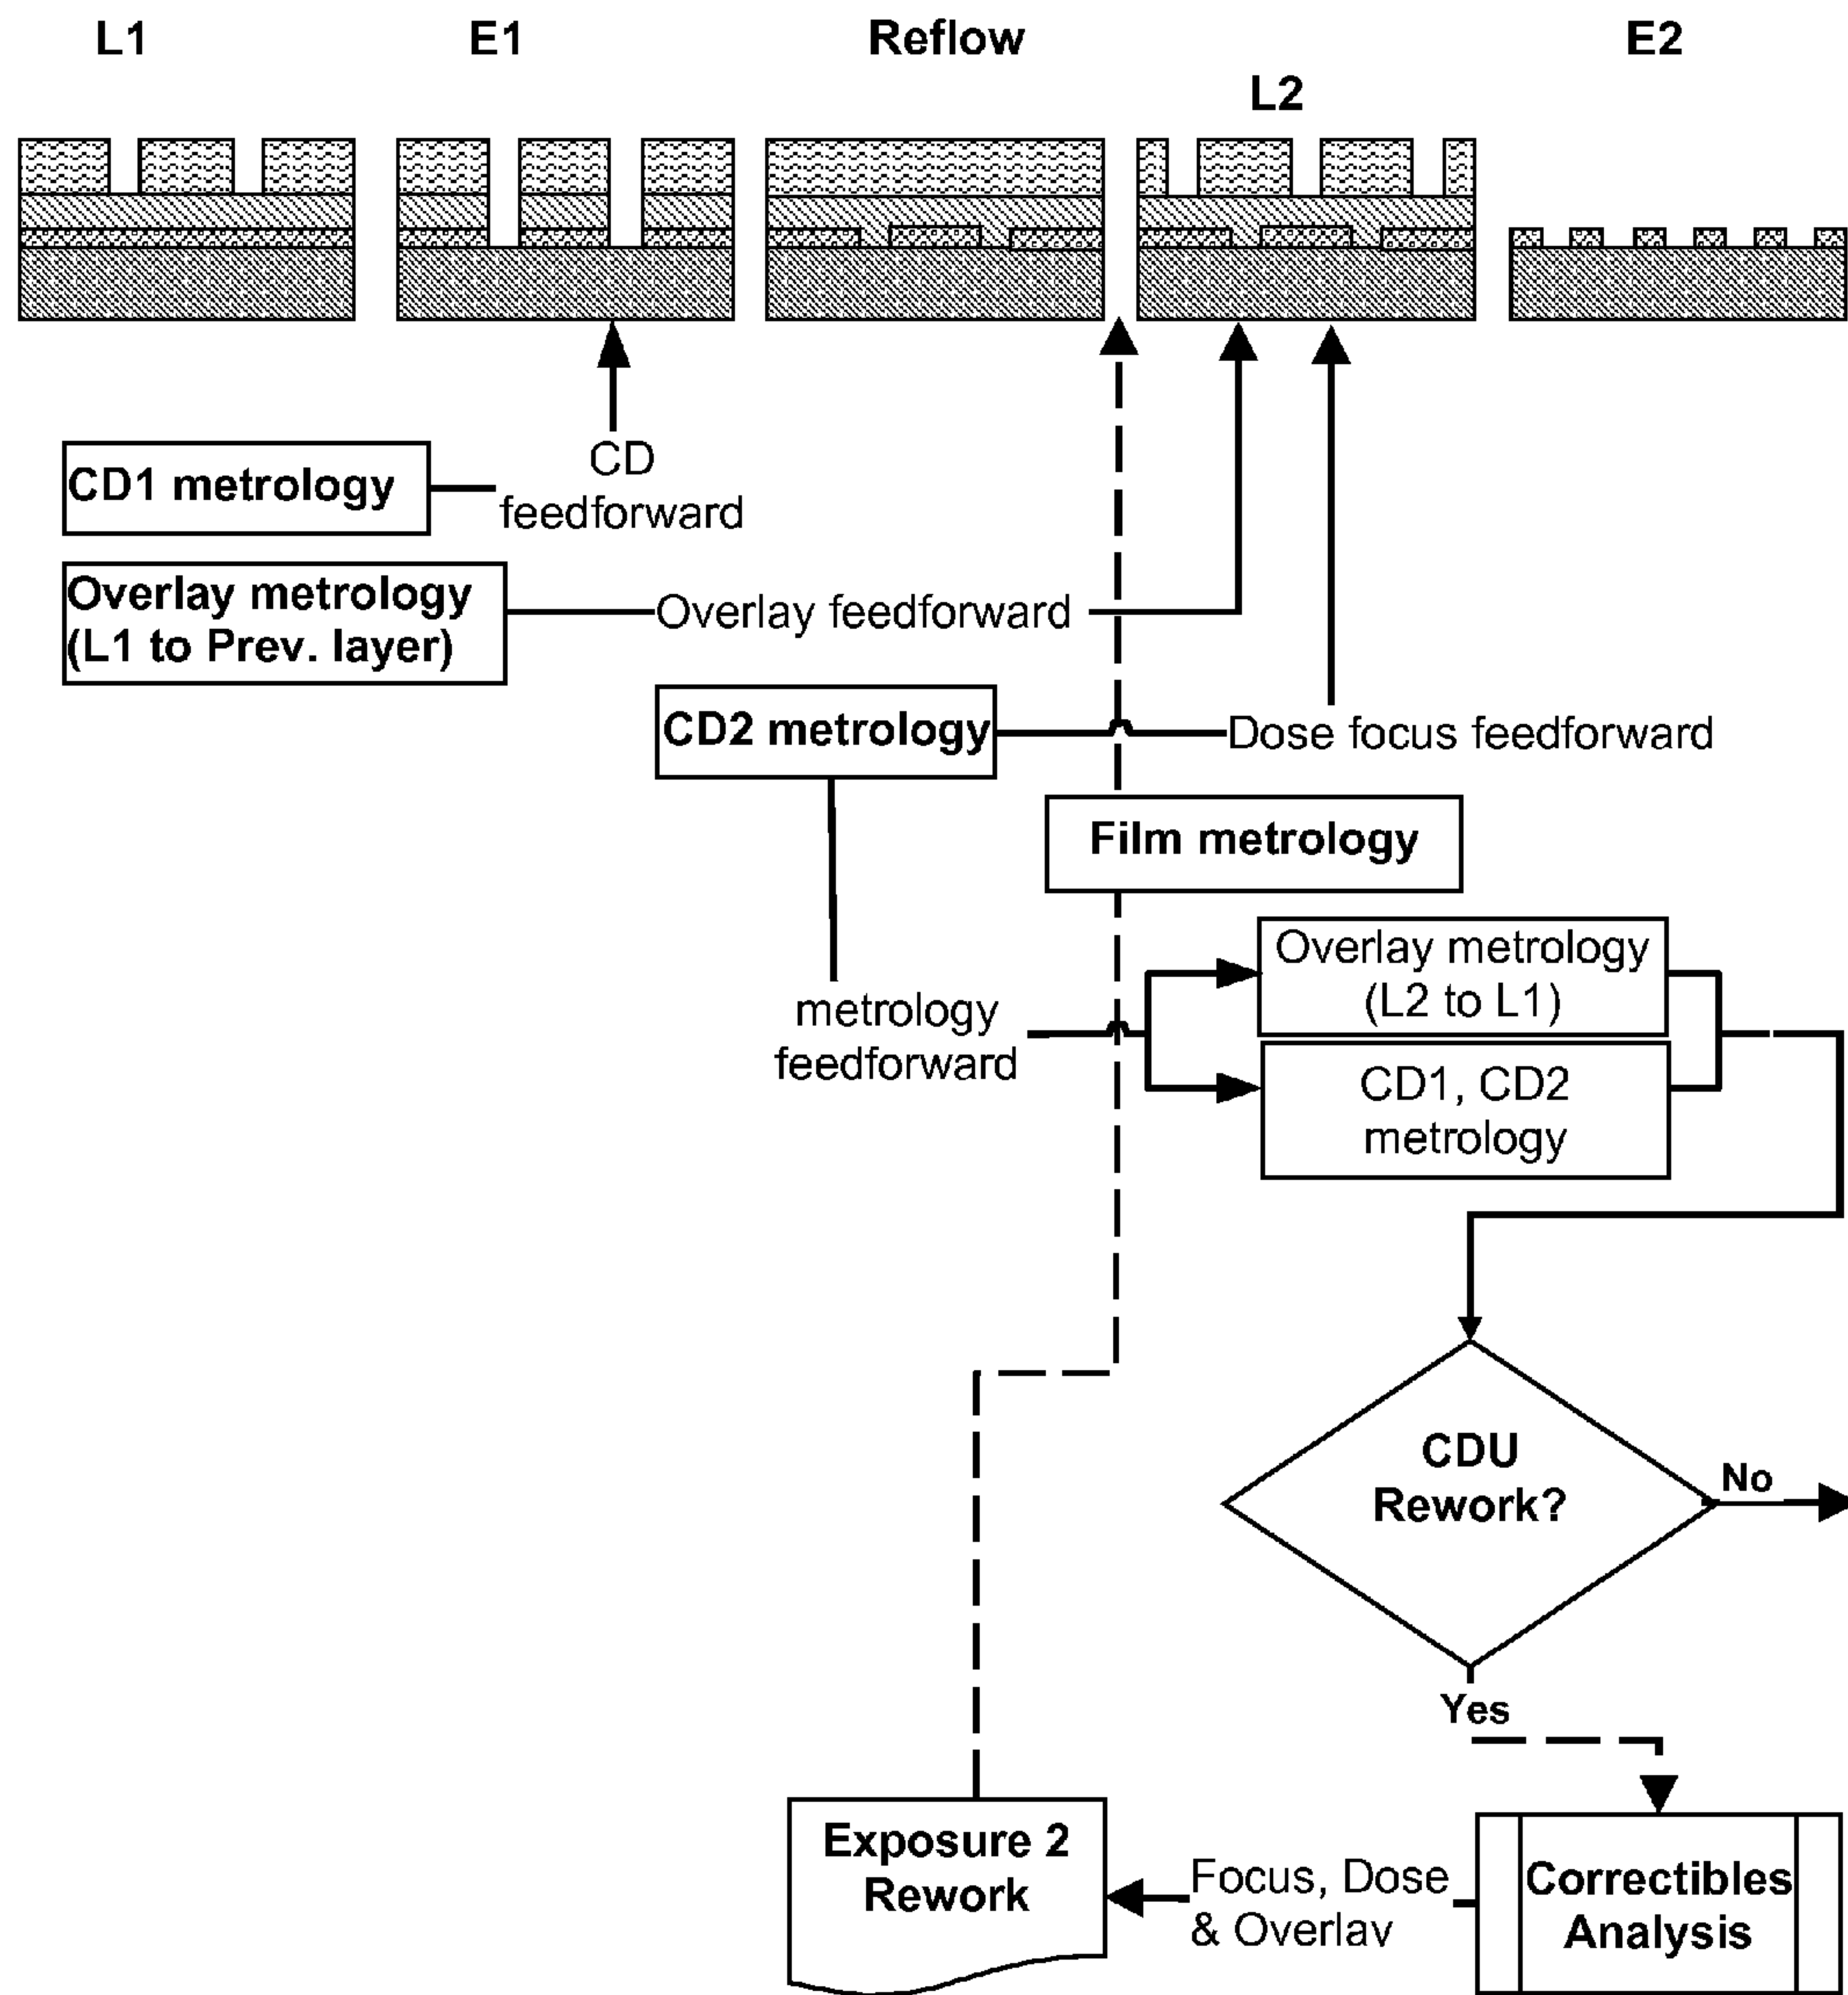 L1
E1
Reflow
L2
E2
CD1 metrology
CD
feedforward
Overlay metrology
(L1 to Prev. layer)
Overlay feedforward
CD2 metrology
Dose focus feedforward
Film metrology
metrology
feedforward
Overlay metrology
(L2 to L1)
CD1, CD2
metrology
CDU
Rework?
No
Yes
Exposure 2
Rework
Focus, Dose
& Overlay
Correctibles
Analysis